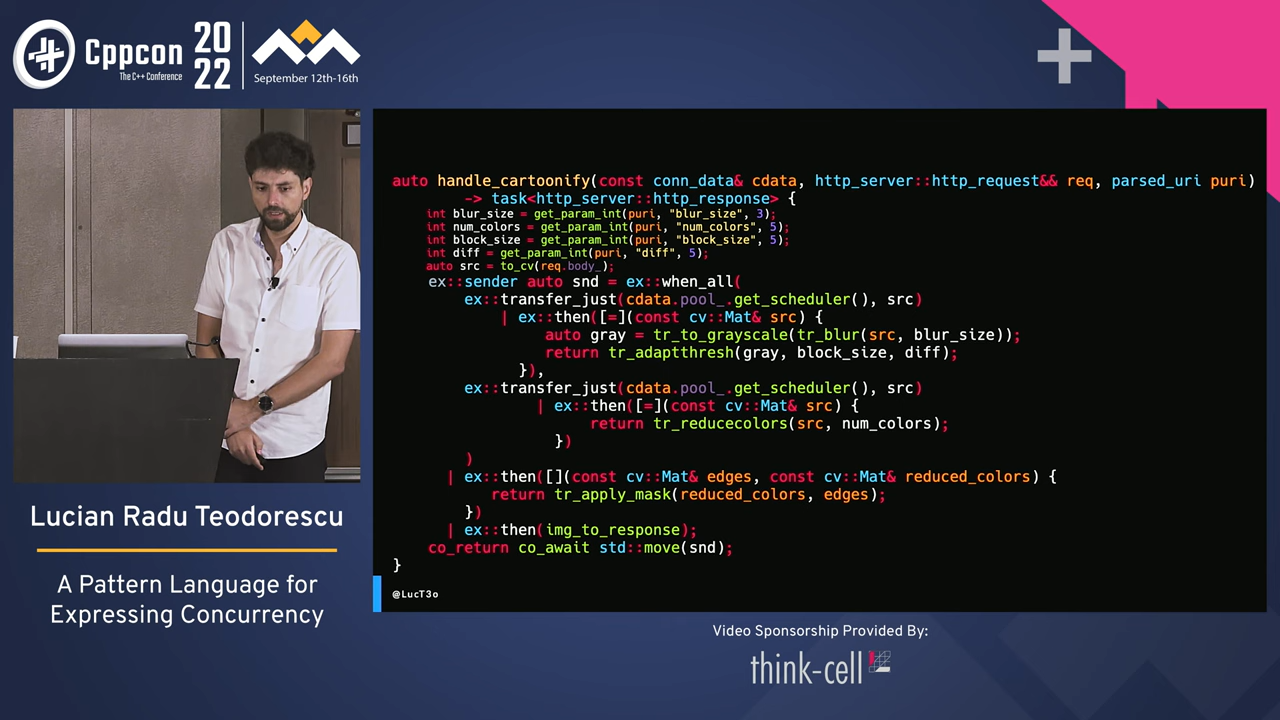 Cppcon
The C++ Conference
20
22
September 12th-16th
auto handle_cartoonify(const conn_data& cdata, http_server::http_request&& req, parsed_uri puri)
        -> task<http_server::http_response> {
    int blur_size = get_param_int(puri, "blur_size", 3);
    int num_colors = get_param_int(puri, "num_colors", 5);
    int block_size = get_param_int(puri, "block_size", 5);
    int diff = get_param_int(puri, "diff", 5);
    auto src = to_cv(req.body_);
    ex::sender auto snd = ex::when_all(
        ex::transfer_just(cdata.pool_.get_scheduler(), src)
            | ex::then([=](const cv::Mat& src) {
                auto gray = tr_to_grayscale(tr_blur(src, blur_size));
                return tr_adaptthresh(gray, block_size, diff);
            }),
        ex::transfer_just(cdata.pool_.get_scheduler(), src)
            | ex::then([=](const cv::Mat& src) {
                return tr_reducecolors(src, num_colors);
            })
        )
      | ex::then([](const cv::Mat& edges, const cv::Mat& reduced_colors) {
            return tr_apply_mask(reduced_colors, edges);
        })
      | ex::then(img_to_response);
    co_return co_await std::move(snd);
}
@LucT3o
Lucian Radu Teodorescu
A Pattern Language for
Expressing Concurrency
Video Sponsorship Provided By:
think-cell